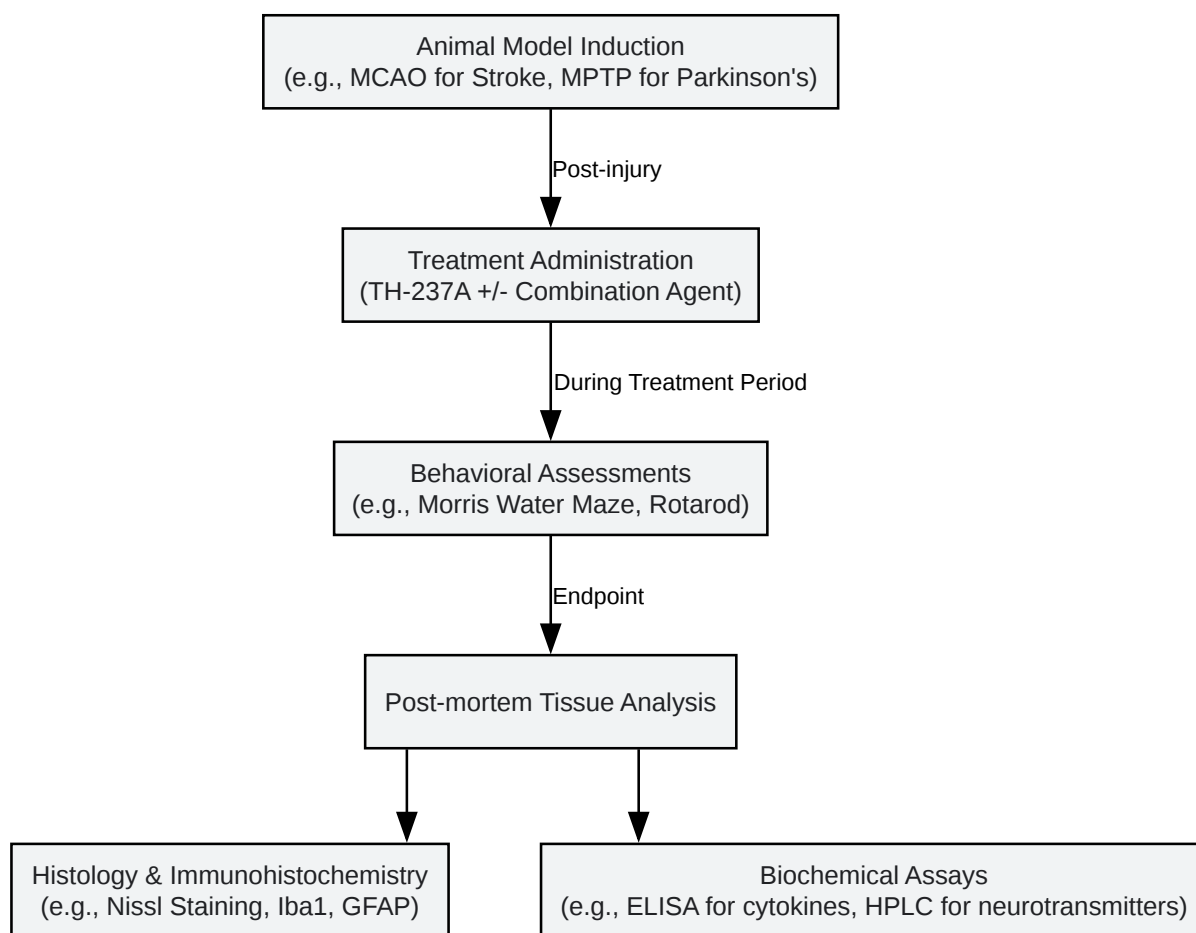 Animal Model Induction
(e.g., MCAO for Stroke, MPTP for Parkinson's)
Post-injury
Treatment Administration
(TH-237A +/- Combination Agent)
During Treatment Period
Behavioral Assessments
(e.g., Morris Water Maze, Rotarod)
Endpoint
Post-mortem Tissue Analysis
Histology & Immunohistochemistry
(e.g., Nissl Staining, Iba1, GFAP)
Biochemical Assays
(e.g., ELISA for cytokines, HPLC for neurotransmitters)